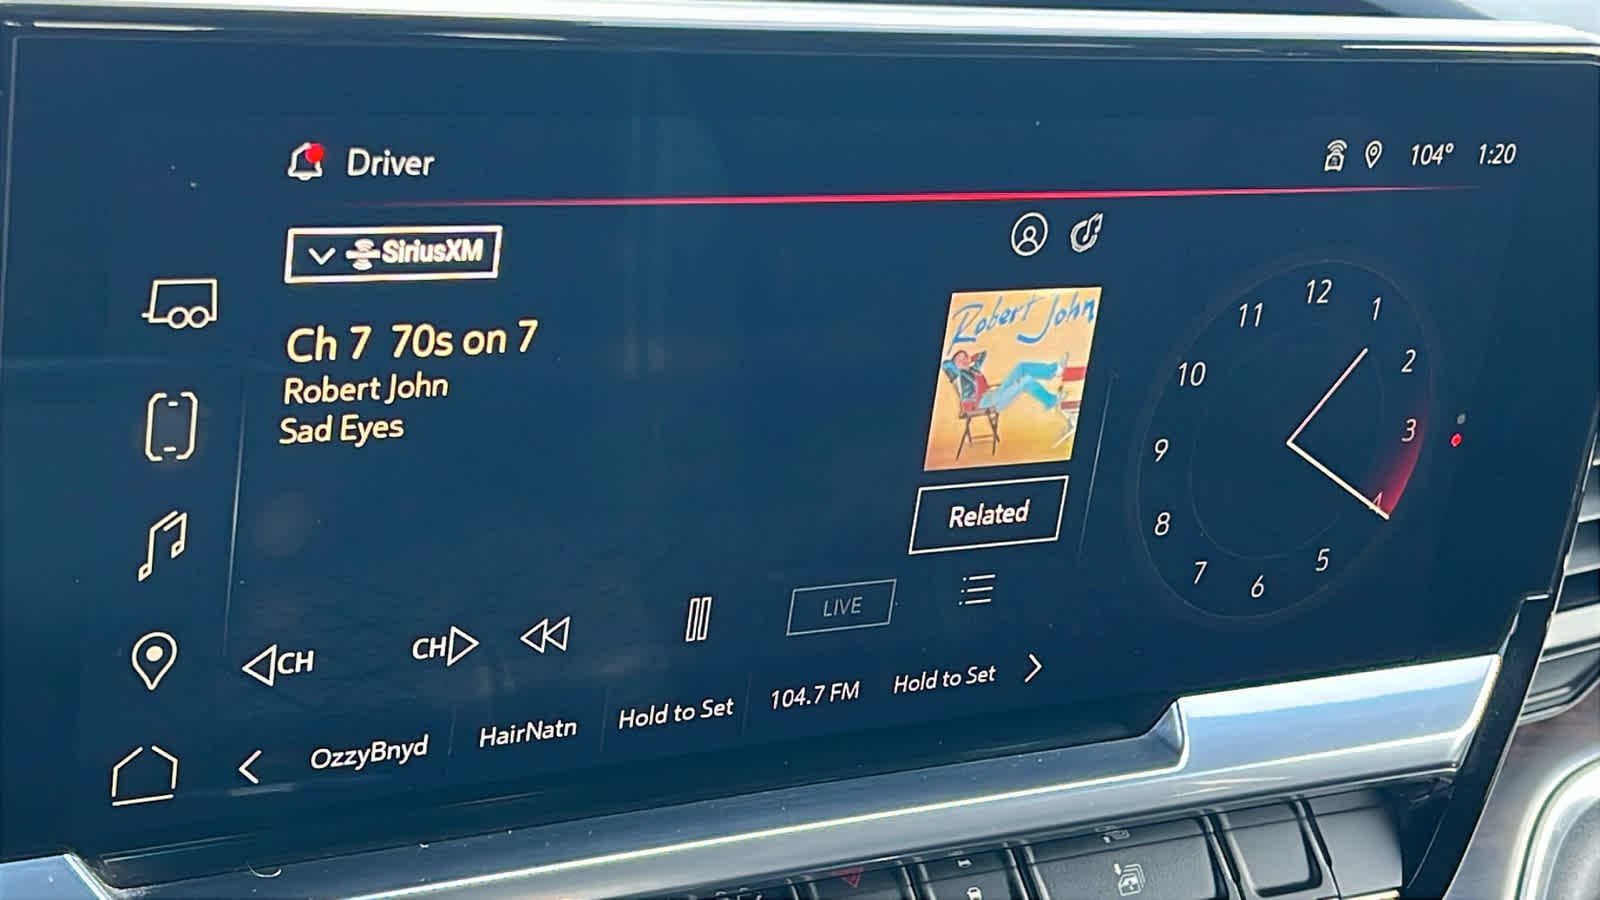 Driver
104° 1:20
SiriusXM
Ch 7 70s on 7
Robert John
Sad Eyes
Robert John
Related
12
1
2
3
4
5
6
7
8
9
10
11
CH
CH
LIVE
OzzyBnyd
HairNatn
Hold to Set
104.7 FM
Hold to Set